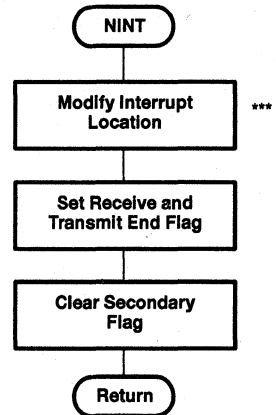 NINT
Modify Interrupt
Location
***
Set Receive and
Transmit End Flag
Clear Secondary
Flag
Return